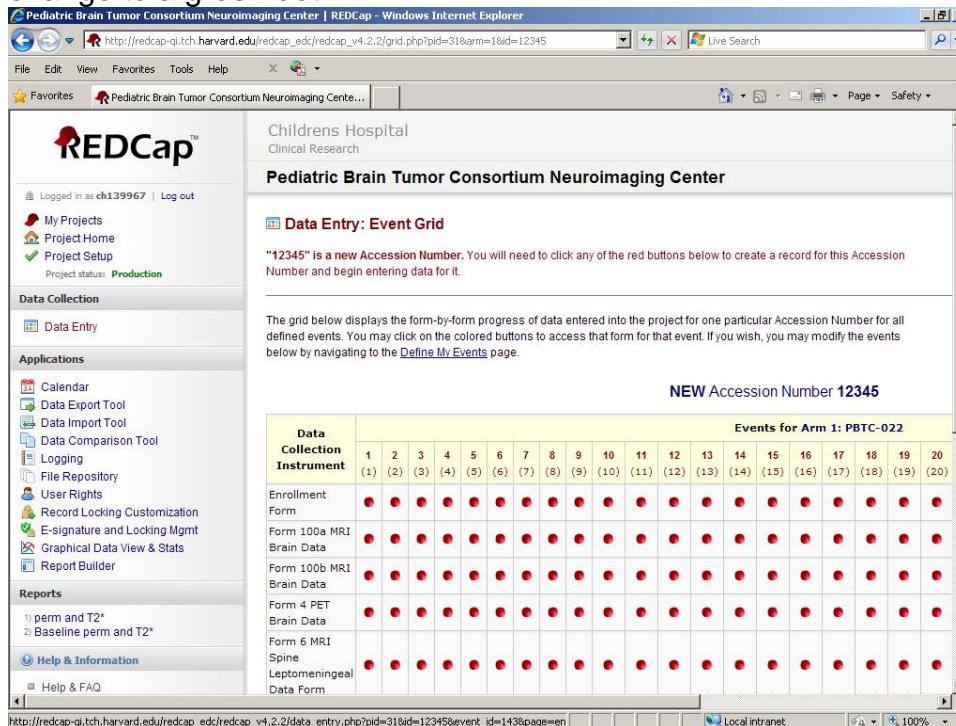 Pediatric Brain Tumor Consortium Neuroimaging Center | REDCap - Windows Internet Explorer
http://redcap-qi.tch.harvard.edu/redcap_edc/redcap_v4.2.2/grid.php?pid=31&arm=1&id=12345
Live Search
File Edit View Favorites Tools Help
Favorites
Pediatric Brain Tumor Consortium Neuroimaging Cente...
Page
Safety
REDCap™
Logged in as ch139967 | Log out
My Projects
Project Home
Project Setup
Project status: Production
Data Collection
Data Entry
Applications
31 Calendar
Data Export Tool
Data Import Tool
Data Comparison Tool
Logging
File Repository
User Rights
Record Locking Customization
E-signature and Locking Mgmt
Graphical Data View & Stats
Report Builder
Reports
1) perm and T2*
2) Baseline perm and T2*
Help & Information
Help & FAQ
Childrens Hospital
Clinical Research
Pediatric Brain Tumor Consortium Neuroimaging Center
Data Entry: Event Grid
"12345" is a new Accession Number. You will need to click any of the red buttons below to create a record for this Accession
Number and begin entering data for it.
The grid below displays the form-by-form progress of data entered into the project for one particular Accession Number for all
defined events. You may click on the colored buttons to access that form for that event. If you wish, you may modify the events
below by navigating to the Define My Events page.
NEW Accession Number 12345
Data
Collection
Instrument
Events for Arm 1: PBTC-022
1 2 3 4 5 6 7 8 9 10 11 12 13 14 15 16 17 18 19 20
(1) (2) (3) (4) (5) (6) (7) (8) (9) (10) (11) (12) (13) (14) (15) (16) (17) (18) (19) (20)
Enrollment
Form
Form 100a MRI
Brain Data
Form 100b MRI
Brain Data
Form 4 PET
Brain Data
Form 6 MRI
Spine
Leptomeningeal
Data Form
http://redcap-qi.tch.harvard.edu/redcap_edc/redcap_v4.2.2/data_entry.php?pid=31&id=12345&event_id=143&page=en
Local intranet
100%